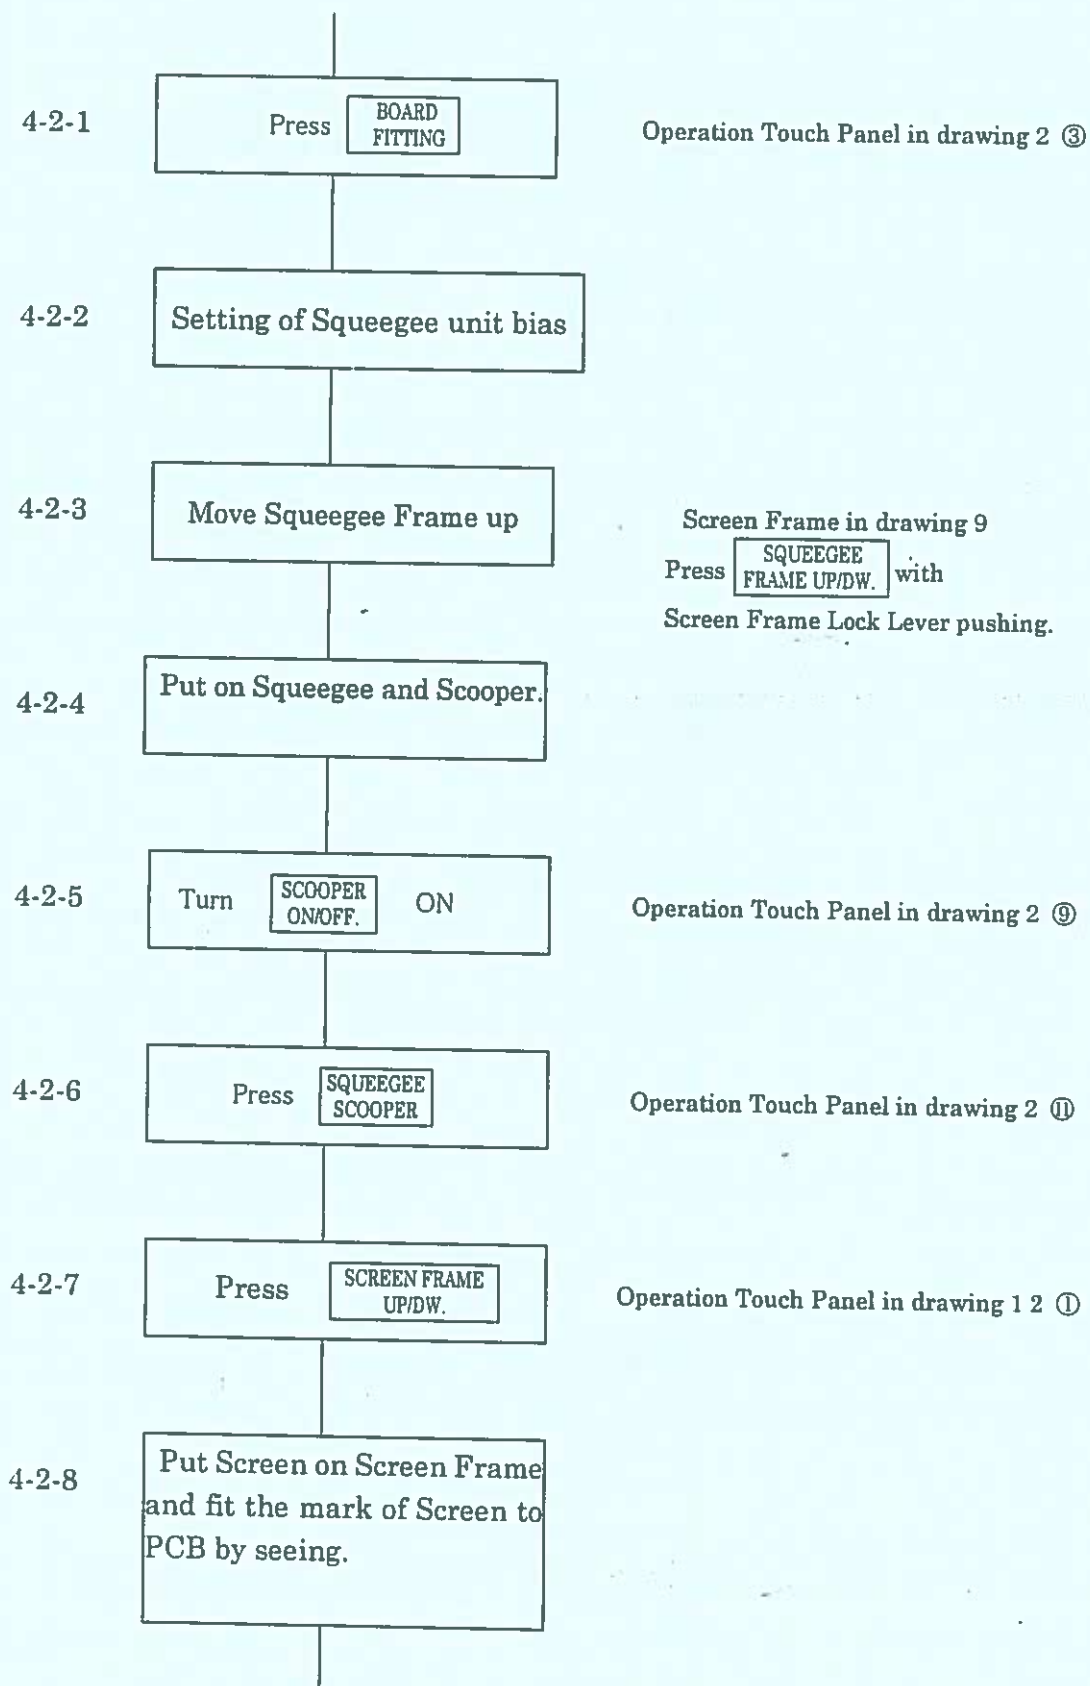 4-2-1
Press BOARD FITTING
Operation Touch Panel in drawing 2 ③
4-2-2
Setting of Squeegee unit bias
4-2-3
Move Squeegee Frame up
Screen Frame in drawing 9
Press SQUEEGEE FRAME UP/DW. with
Screen Frame Lock Lever pushing.
4-2-4
Put on Squeegee and Scooper.
4-2-5
Turn SCOOPER ON/OFF. ON
Operation Touch Panel in drawing 2 ⑨
4-2-6
Press SQUEEGEE SCOOPER
Operation Touch Panel in drawing 2 ⑪
4-2-7
Press SCREEN FRAME UP/DW.
Operation Touch Panel in drawing 1 2 ①
4-2-8
Put Screen on Screen Frame
and fit the mark of Screen to
PCB by seeing.